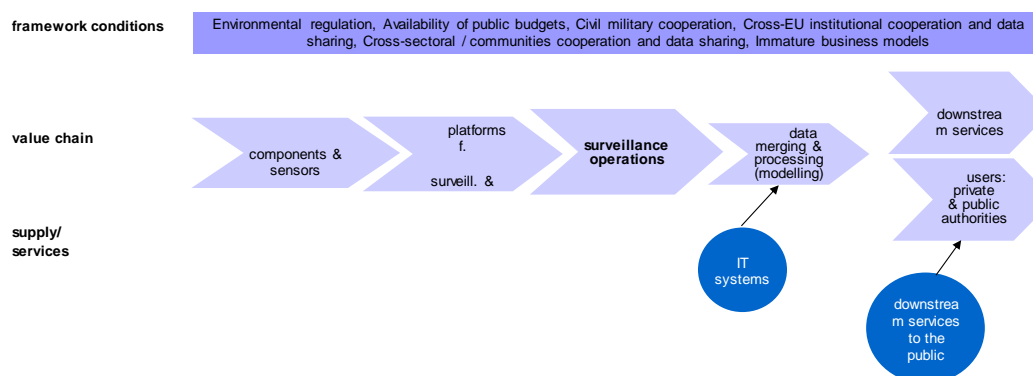 framework conditions
Environmental regulation, Availability of public budgets, Civil military cooperation, Cross-EU institutional cooperation and data
sharing, Cross-sectoral / communities cooperation and data sharing, Immature business models
value chain
components &
sensors
platforms
f.
surveill. &
surveillance
operations
data
merging &
processing
(modelling)
downstrea
m services
users:
private
& public
authorities
supply/
services
IT
systems
downstrea
m services
to the
public